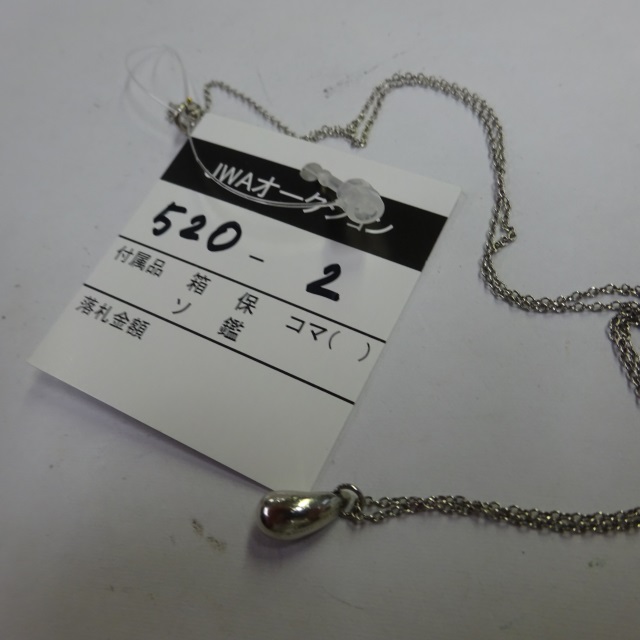 JWAオークション
520-2
付属品 箱 保 コマ( )
ソ 鑑
落札金額